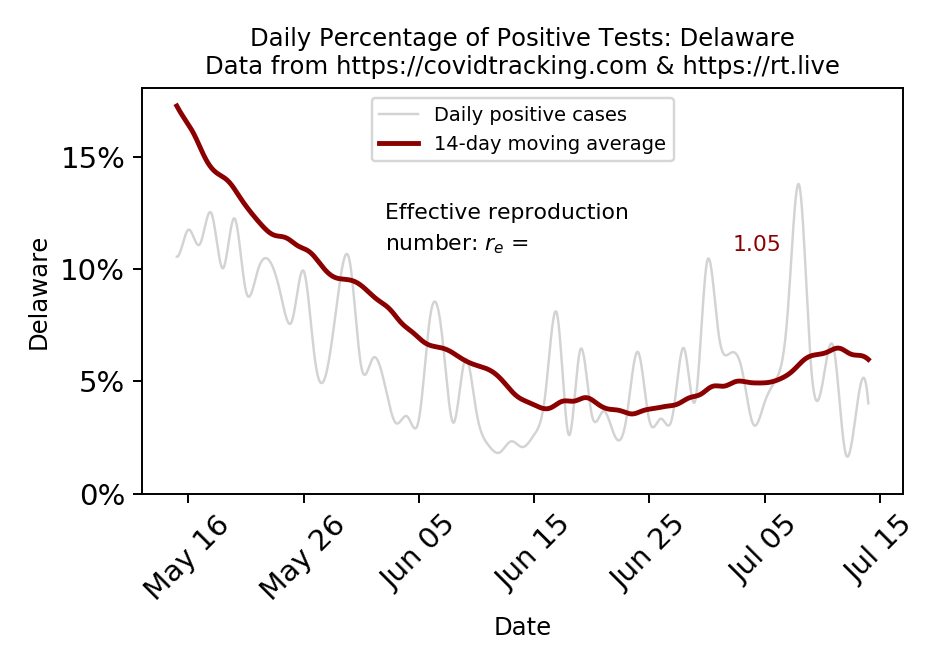 Daily Percentage of Positive Tests: Delaware
Data from https://covidtracking.com & https://rt.live
Daily positive cases
14-day moving average
15%
Effective reproduction
number: rₑ =
1.05
10%
Delaware
5%
0%
May 16
May 26
Jun 05
Jun 15
Jun 25
Jul 05
Jul 15
Date